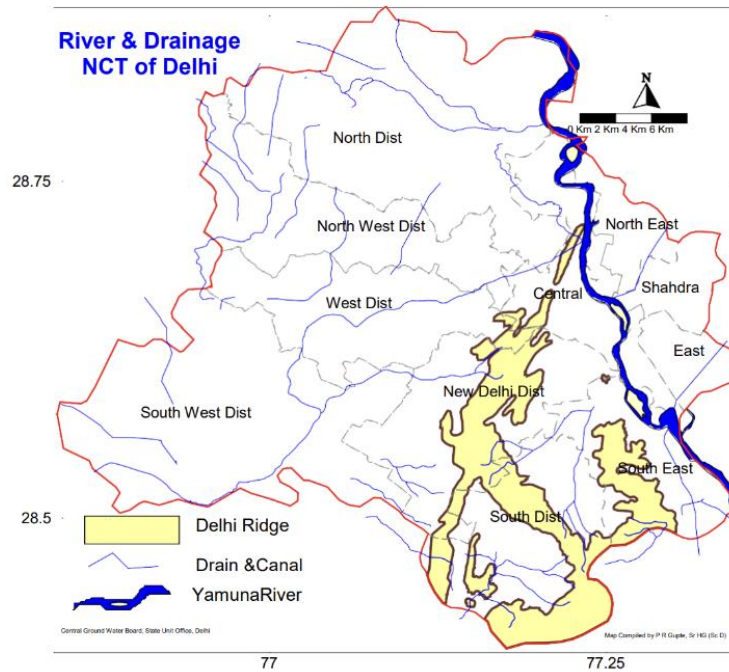 River & Drainage
NCT of Delhi
N
0 Km 2 Km 4 Km 6 Km
North Dist
28.75
North West Dist
North East
West Dist
Central
Shahdra
East
New Delhi Dist
South West Dist
South East
28.5
South Dist
Delhi Ridge
Drain &Canal
YamunaRiver
Central Ground Water Board, State Unit Office, Delhi
Map Compiled by P R Gupte, Sr HG (Sc D)
77
77.25